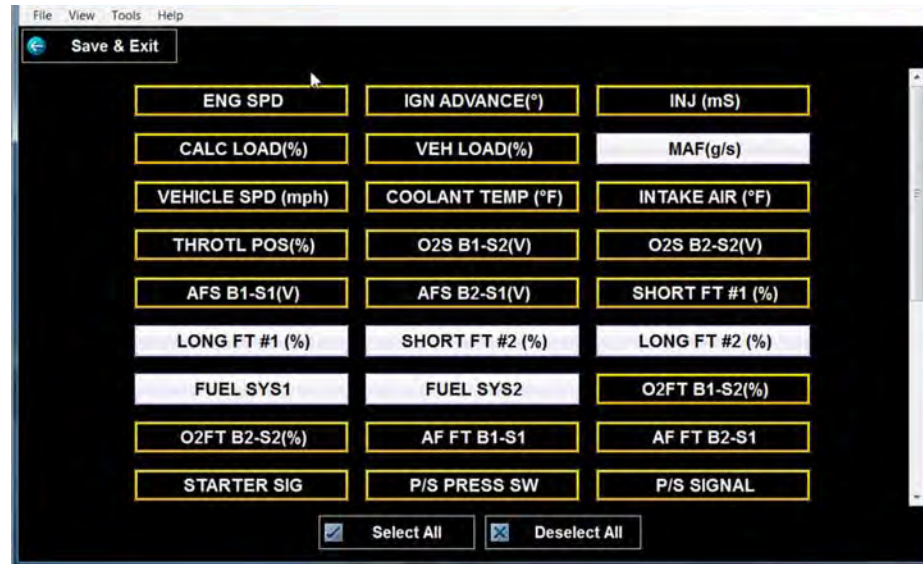 File View Tools Help
Save & Exit
ENG SPD IGN ADVANCE(°) INJ (mS)
CALC LOAD(%) VEH LOAD(%) MAF(g/s)
VEHICLE SPD (mph) COOLANT TEMP (°F) INTAKE AIR (°F)
THROTL POS(%) O2S B1-S2(V) O2S B2-S2(V)
AFS B1-S1(V) AFS B2-S1(V) SHORT FT #1 (%)
LONG FT #1 (%) SHORT FT #2 (%) LONG FT #2 (%)
FUEL SYS1 FUEL SYS2 O2FT B1-S2(%)
O2FT B2-S2(%) AF FT B1-S1 AF FT B2-S1
STARTER SIG P/S PRESS SW P/S SIGNAL
Select All Deselect All